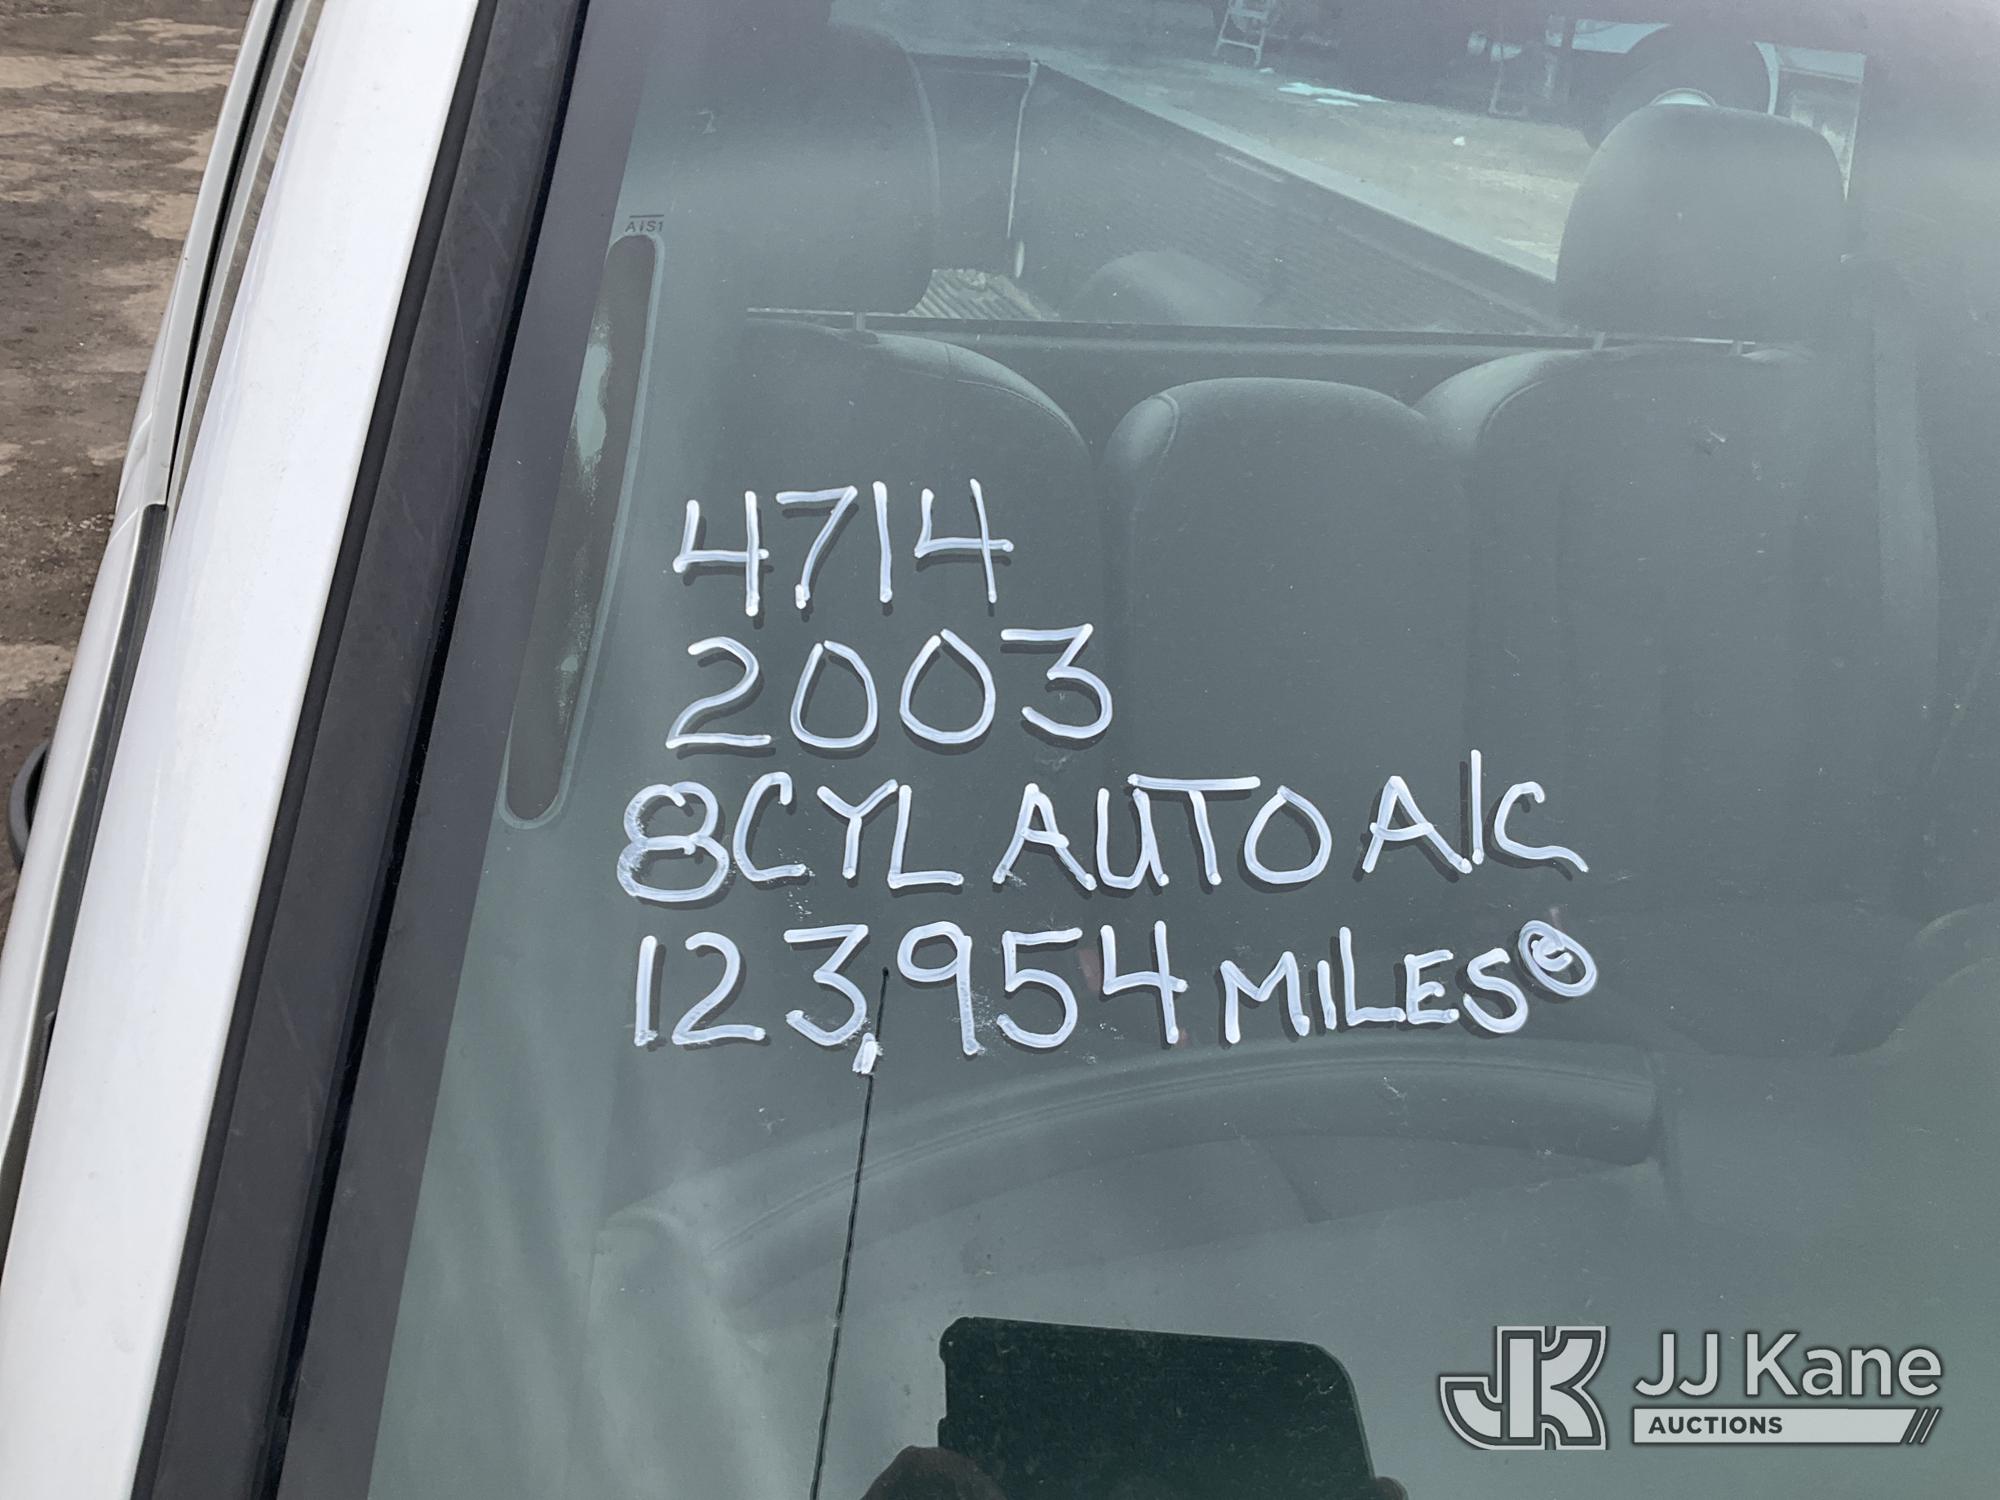 AIS1
4714
2003
8CYL AUTO A/C
123,954 MILES
JJ Kane
AUCTIONS